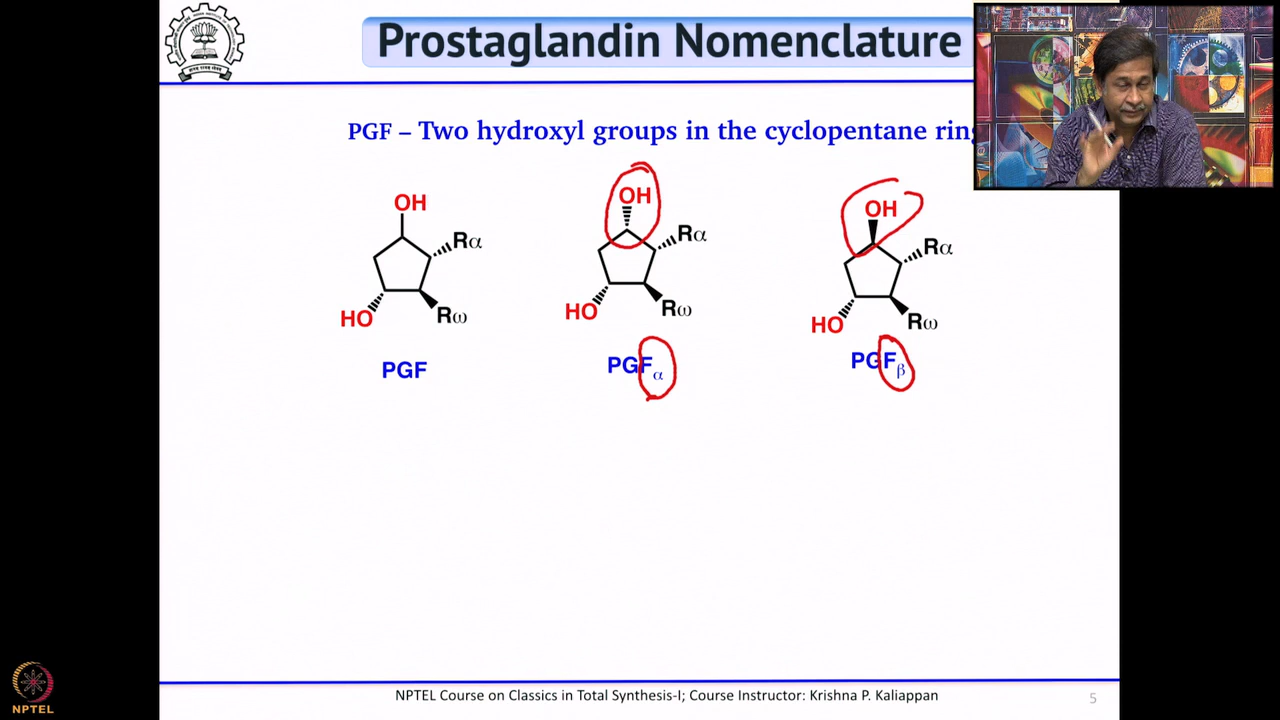 Prostaglandin Nomenclature
PGF – Two hydroxyl groups in the cyclopentane rin
OH
Rα
HO
Rω
PGF
OH
Rα
HO
Rω
PGFα
OH
Rα
HO
Rω
PGFβ
NPTEL Course on Classics in Total Synthesis-I; Course Instructor: Krishna P. Kaliappan
5
NPTEL